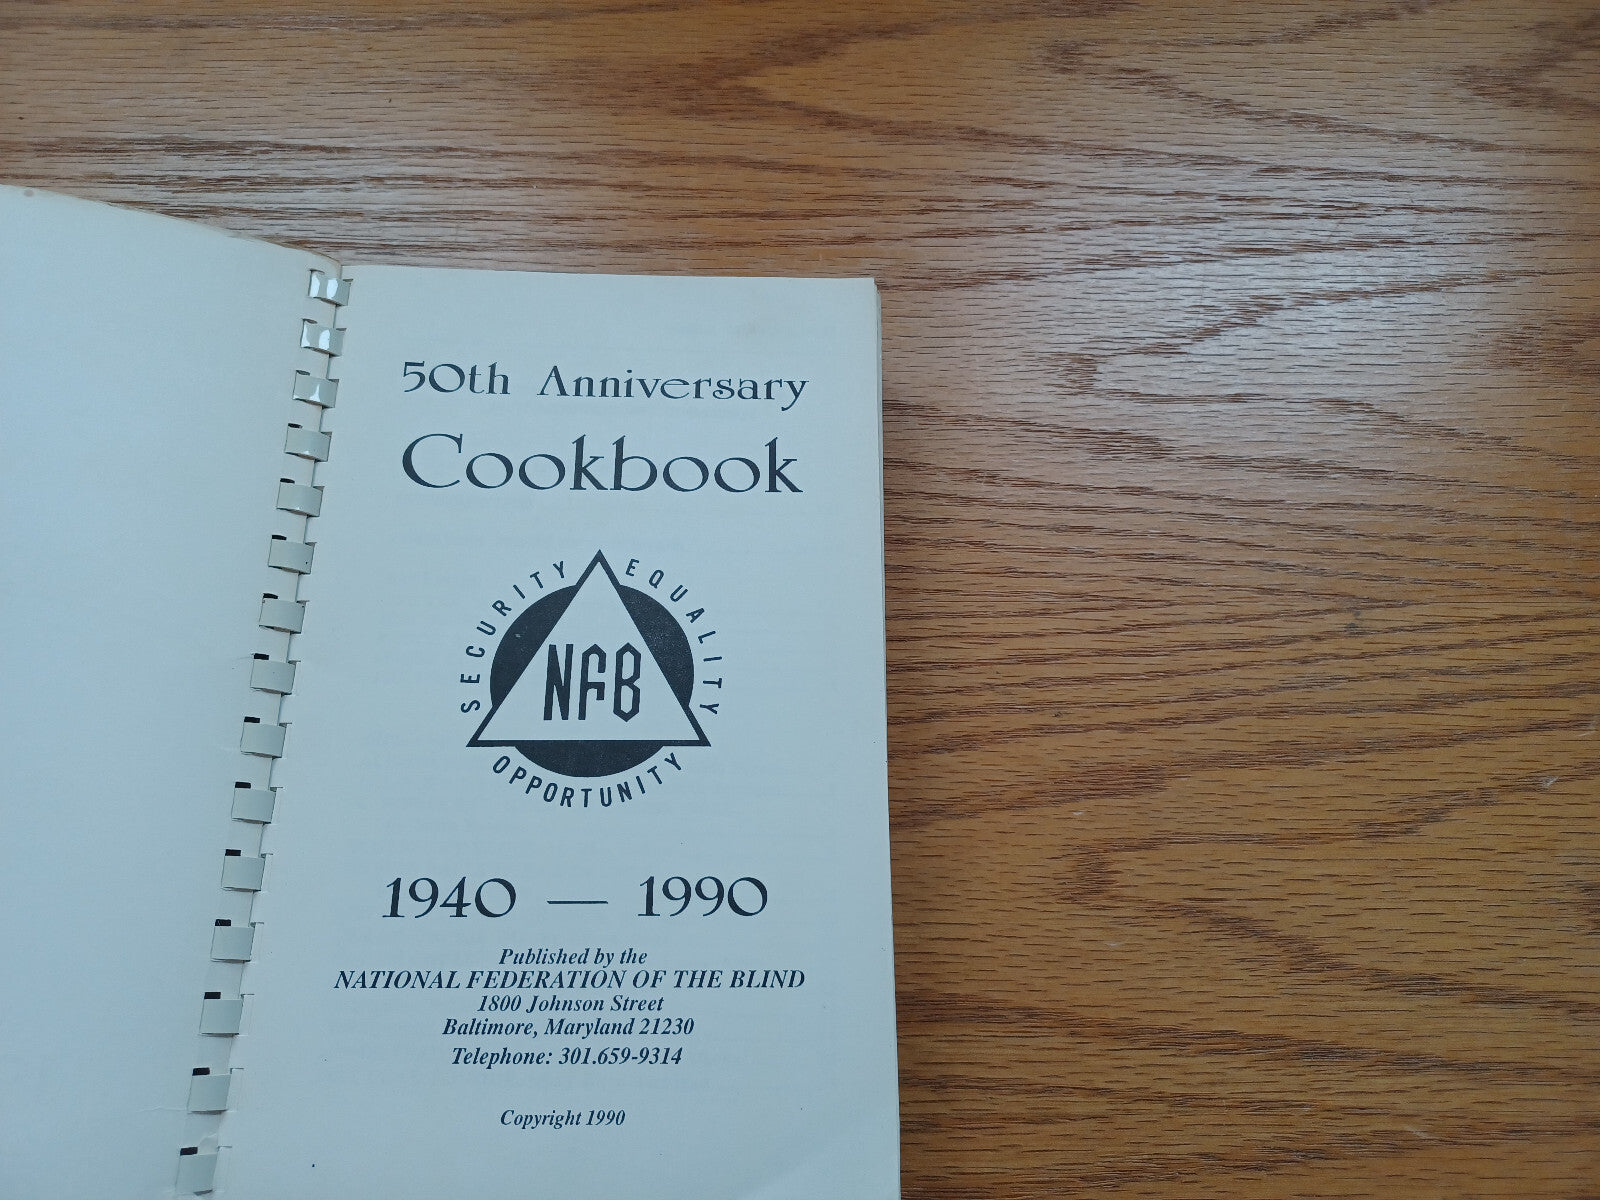 50th Anniversary
Cookbook
SECURITY EQUALITY
NFB
OPPORTUNITY
1940 — 1990
Published by the
NATIONAL FEDERATION OF THE BLIND
1800 Johnson Street
Baltimore, Maryland 21230
Telephone: 301.659-9314
Copyright 1990